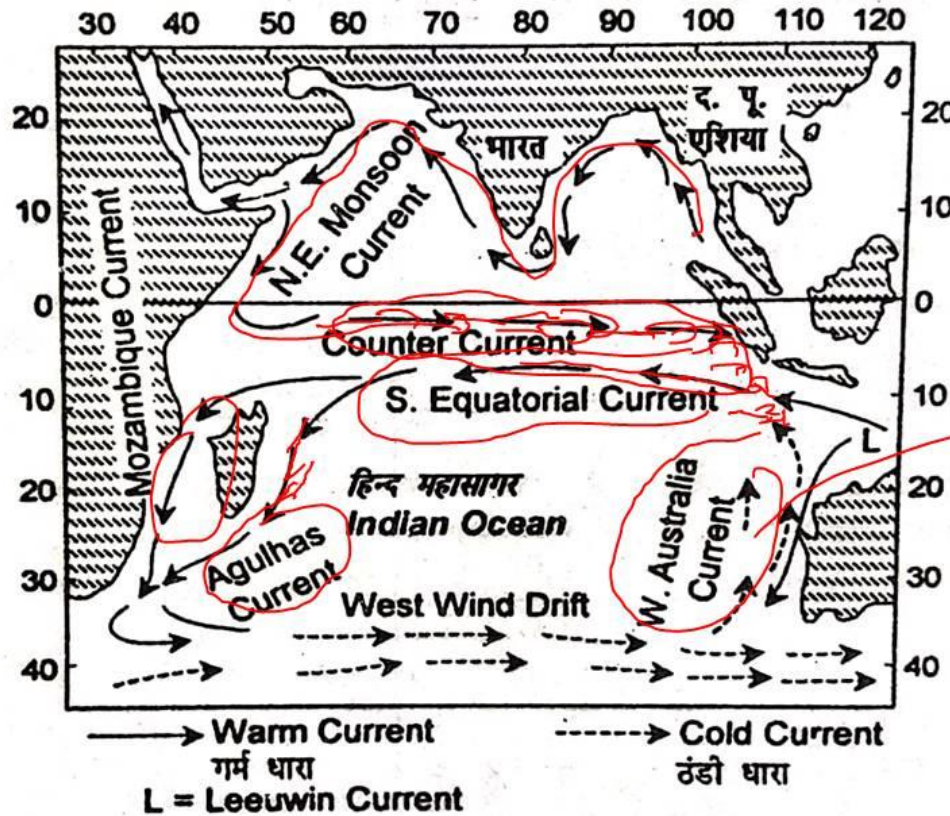 30 40 50 60 70 80 90 100 110 120
20
10
0
10
20
30
40
20
10
0
10
20
30
40
भारत
द. पू.
एशिया
N.E. Monsoon
Current
Mozambique Current
Counter Current
S. Equatorial Current
L
हिन्द महासागर
Indian Ocean
W. Australia
Current
Agulhas
Current
West Wind Drift
Warm Current
गर्म धारा
Cold Current
ठंडी धारा
L = Leeuwin Current